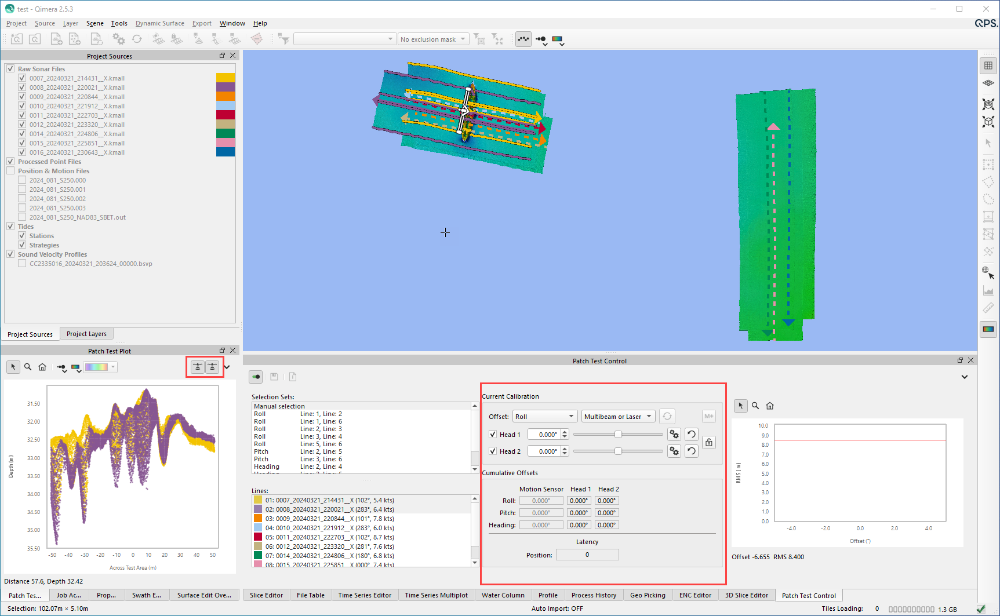 test - Qimera 2.5.3
Project Source Layer Scene Tools Dynamic Surface Export Window Help
QPS.
No exclusion mask
Project Sources
Raw Sonar Files
0007_20240321_214431__X.kmall
0008_20240321_220021__X.kmall
0009_20240321_220844__X.kmall
0010_20240321_221912__X.kmall
0011_20240321_222703__X.kmall
0012_20240321_223320__X.kmall
0014_20240321_224806__X.kmall
0015_20240321_225851__X.kmall
0016_20240321_230643__X.kmall
Processed Point Files
Position & Motion Files
2024_081_S250.000
2024_081_S250.001
2024_081_S250.002
2024_081_S250.003
2024_081_S250_NAD83_SBET.out
Tides
Stations
Strategies
Sound Velocity Profiles
CC2335016_20240321_203624_00000.bsvp
Project Sources Project Layers
Patch Test Plot
31.50
32.00
32.50
33.00
33.50
34.00
34.50
35.00
35.50
Depth (m)
-50 -40 -30 -20 -10 0 10 20 30 40 50
Across Test Area (m)
Distance 57.6, Depth 32.42
Patch Tes... Job Ac... Prop... Swath E... Surface Edit Ove...
Patch Test Control
Selection Sets:
Manual selection
Roll Line: 1, Line: 2
Roll Line: 1, Line: 6
Roll Line: 2, Line: 3
Roll Line: 3, Line: 4
Roll Line: 5, Line: 6
Pitch Line: 2, Line: 5
Pitch Line: 3, Line: 6
Heading Line: 2, Line: 4
Lines:
01: 0007_20240321_214431__X (102°, 5.4 kts)
02: 0008_20240321_220021__X (283°, 6.4 kts)
03: 0009_20240321_220844__X (101°, 7.8 kts)
04: 0010_20240321_221912__X (283°, 6.0 kts)
05: 0011_20240321_222703__X (102°, 8.7 kts)
06: 0012_20240321_223320__X (281°, 7.6 kts)
07: 0014_20240321_224806__X (180°, 6.8 kts)
08: 0015_20240321_225851__X (000°, 7.4 kts)
Current Calibration
Offset: Roll Multibeam or Laser M+
Head 1 0.000°
Head 2 0.000°
Cumulative Offsets
Motion Sensor Head 1 Head 2
Roll: 0.000° 0.000° 0.000°
Pitch: 0.000° 0.000° 0.000°
Heading: 0.000° 0.000° 0.000°
Latency
Position: 0
10.0
9.0
8.0
7.0
6.0
5.0
4.0
3.0
2.0
1.0
0.0
RMS (m)
-4.0 -2.0 0.0 2.0 4.0
Offset (°)
Offset -6.655 RMS 8.400
Slice Editor File Table Time Series Editor Time Series Multiplot Water Column Profile Process History Geo Picking ENC Editor 3D Slice Editor Patch Test Control
Selection: 102.07m × 5.10m
Auto Import: OFF
Tiles Loading: 0
1.3 GB